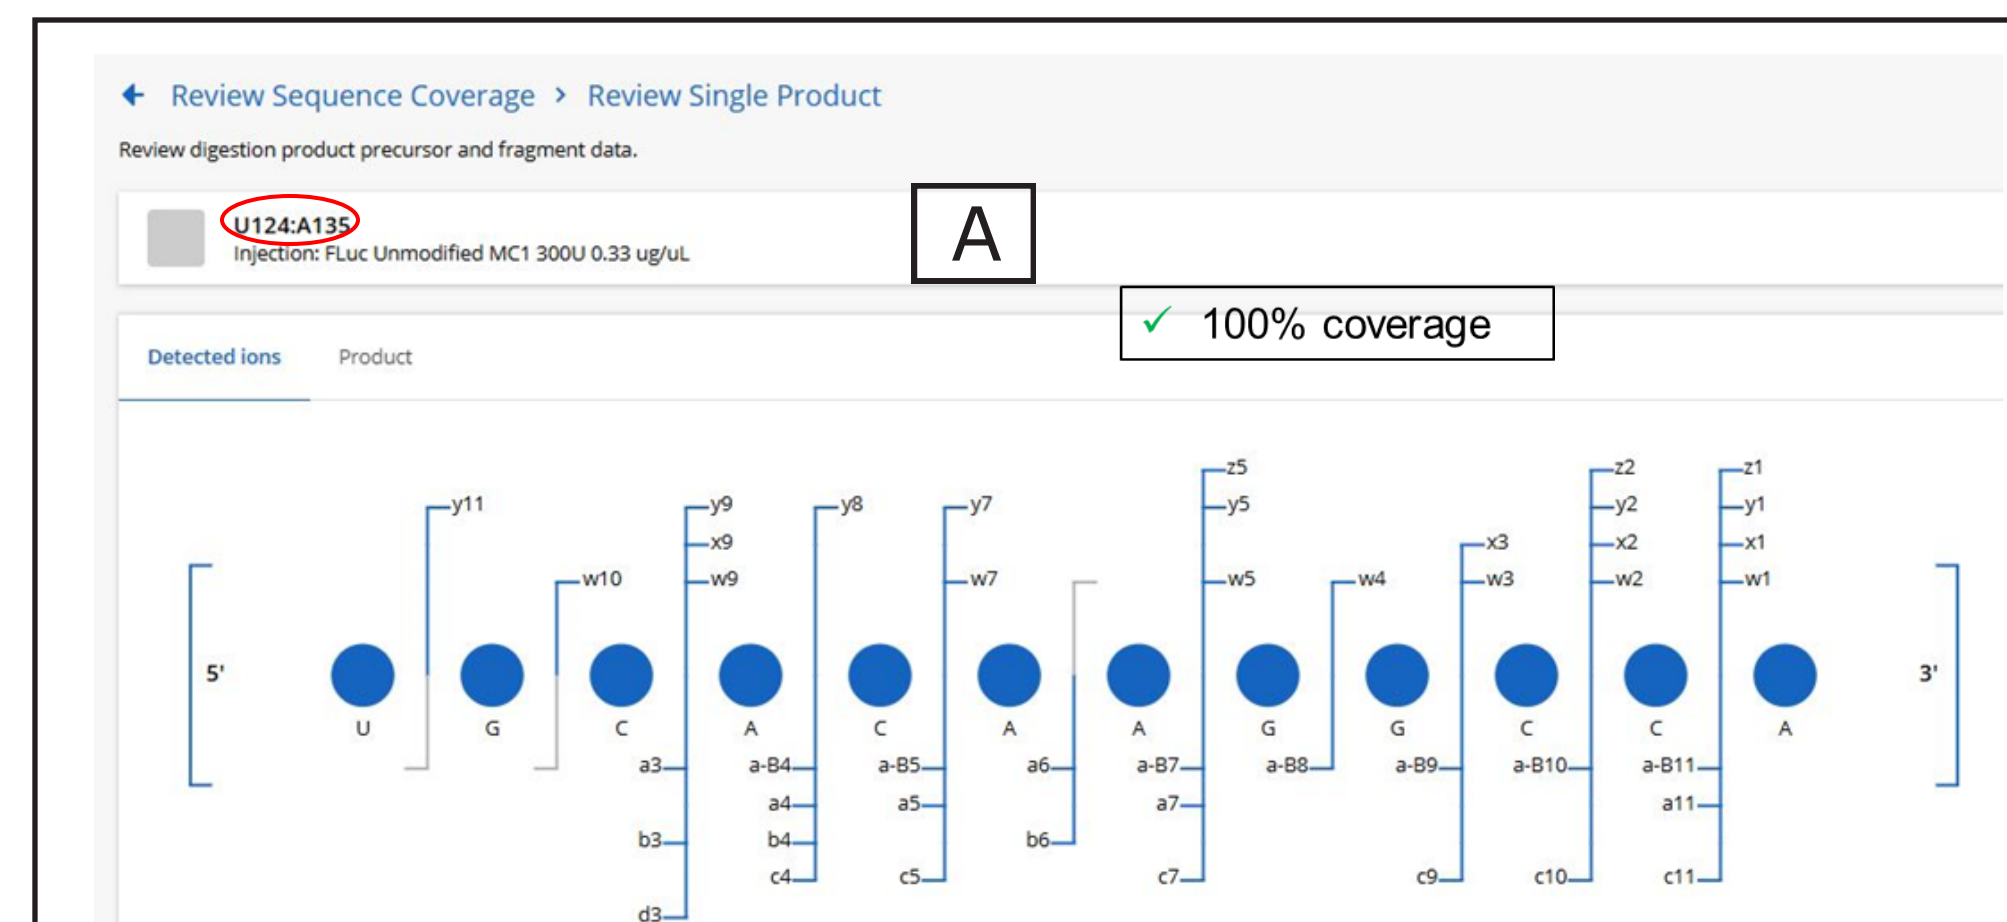 Review Sequence Coverage > Review Single Product
Review digestion product precursor and fragment data.
U124:A135
Injection: FLuc Unmodified MC1 300U 0.33 ug/uL
A
✓ 100% coverage
Detected ions Product
z5 z2 z1
y11 y9 y8 y7 y5 y2 y1
x9 x3 x2 x1
w10 w9 w7 w5 w4 w3 w2 w1
5' 3'
U G C A C A A G G C C A
a3 a-B4 a-B5 a6 a-B7 a-B8 a-B9 a-B10 a-B11
a4 a5 a7 a11
b3 b4 b6
c4 c5 c7 c9 c10 c11
d3